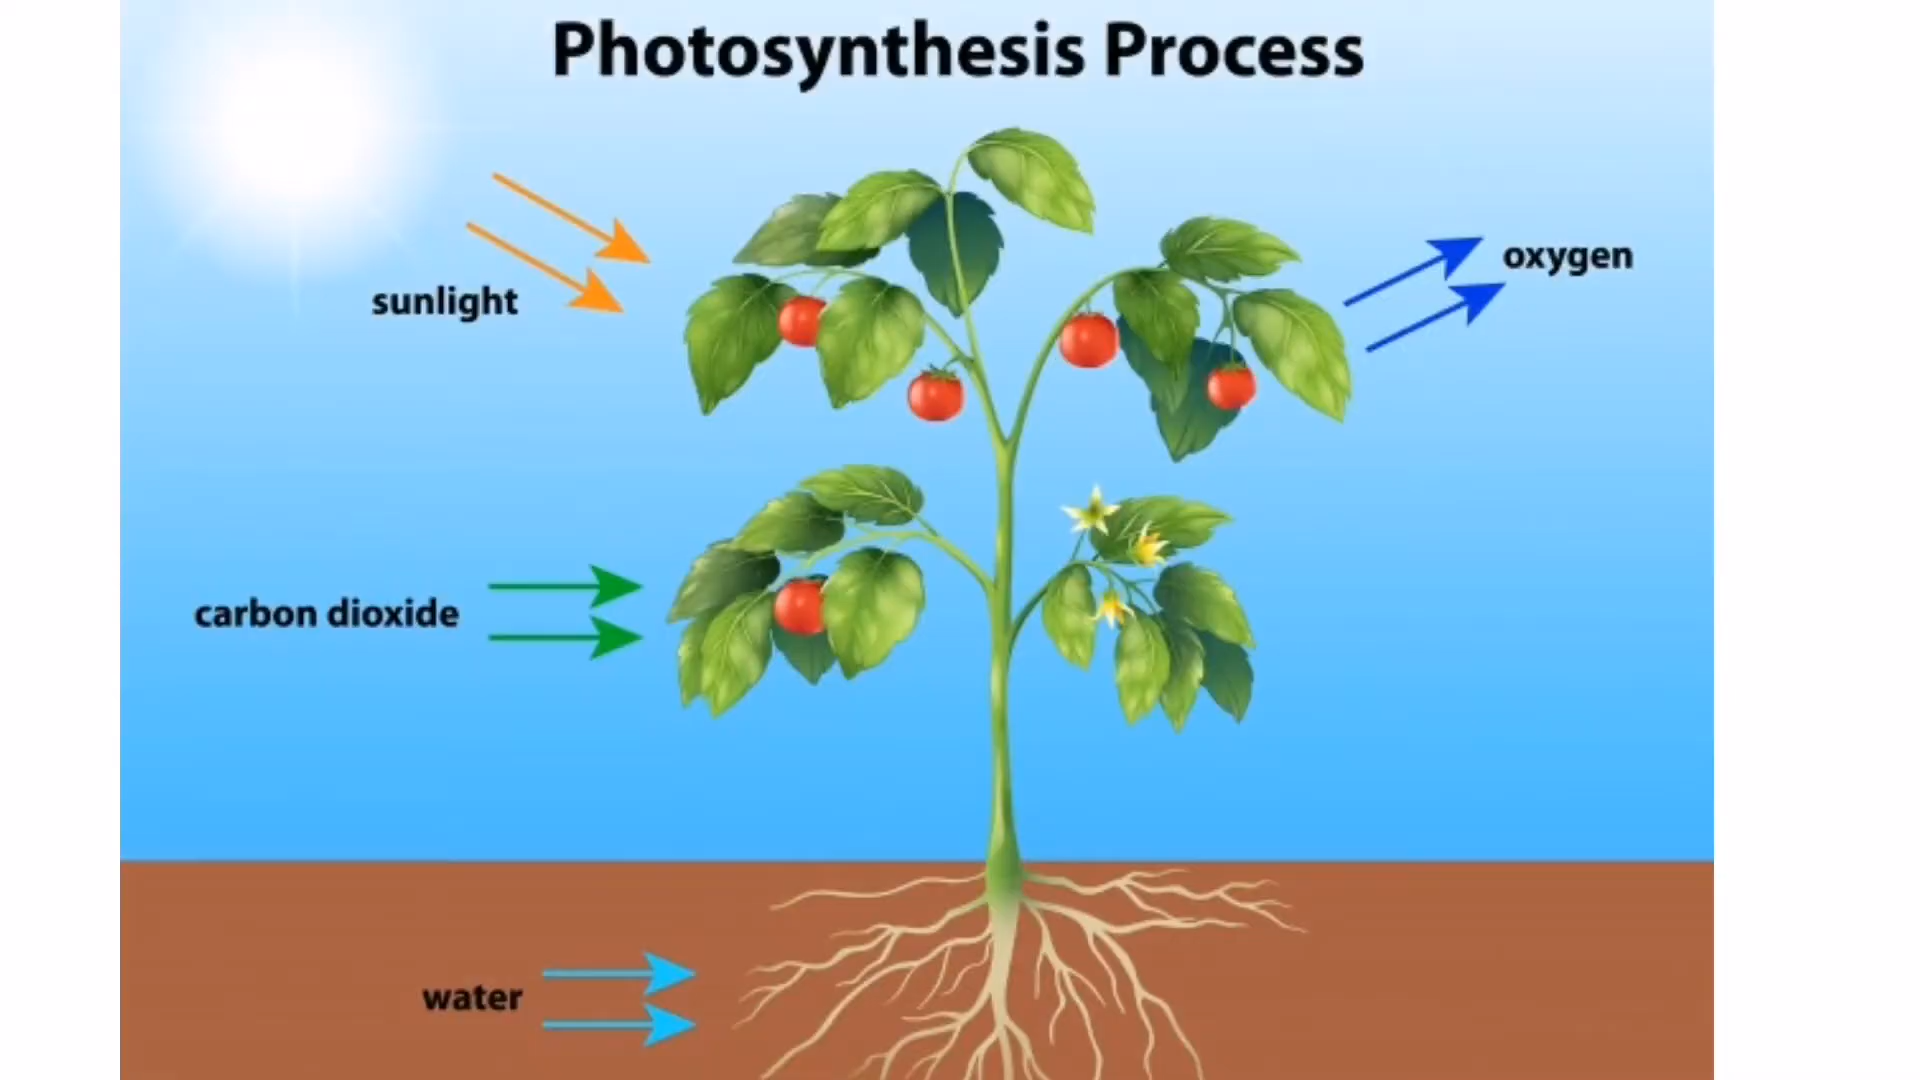 Photosynthesis Process
sunlight
oxygen
carbon dioxide
water